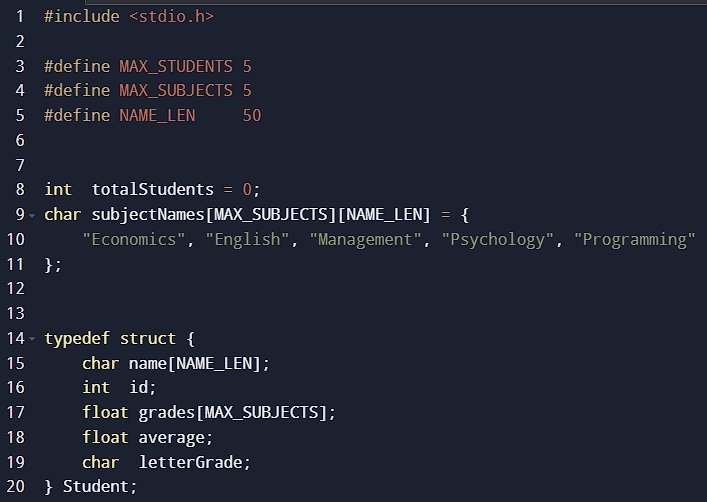 1 #include <stdio.h>
2
3 #define MAX_STUDENTS 5
4 #define MAX_SUBJECTS 5
5 #define NAME_LEN     50
6
7
8 int  totalStudents = 0;
9 char subjectNames[MAX_SUBJECTS][NAME_LEN] = {
10     "Economics", "English", "Management", "Psychology", "Programming"
11 };
12
13
14 typedef struct {
15     char name[NAME_LEN];
16     int  id;
17     float grades[MAX_SUBJECTS];
18     float average;
19     char  letterGrade;
20 } Student;